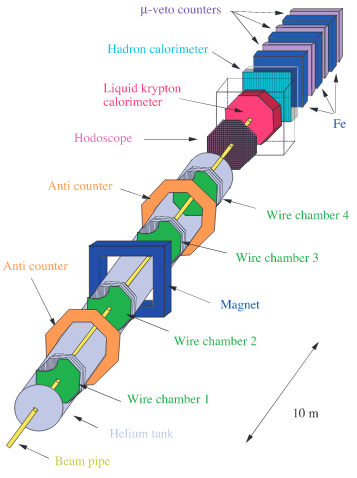 μ-veto counters
Hadron calorimeter
Liquid krypton
calorimeter
Fe
Hodoscope
Anti counter
Wire chamber 4
Wire chamber 3
Anti counter
Magnet
Wire chamber 2
Wire chamber 1
10 m
Helium tank
Beam pipe